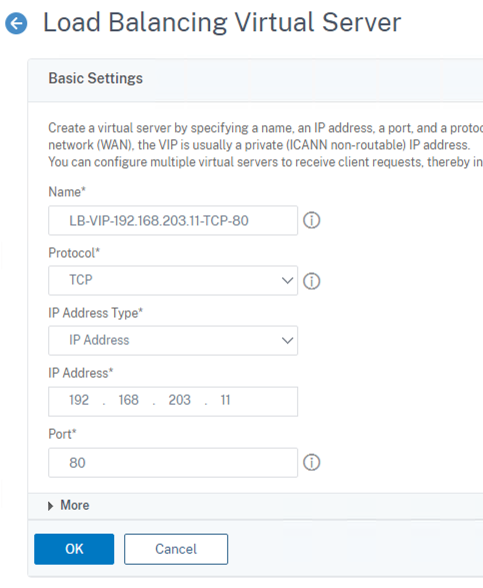 Load Balancing Virtual Server
Basic Settings
Create a virtual server by specifying a name, an IP address, a port, and a protoc
network (WAN), the VIP is usually a private (ICANN non-routable) IP address.
You can configure multiple virtual servers to receive client requests, thereby in
Name*
LB-VIP-192.168.203.11-TCP-80
Protocol*
TCP
IP Address Type*
IP Address
IP Address*
192 . 168 . 203 . 11
Port*
80
More
OK
Cancel